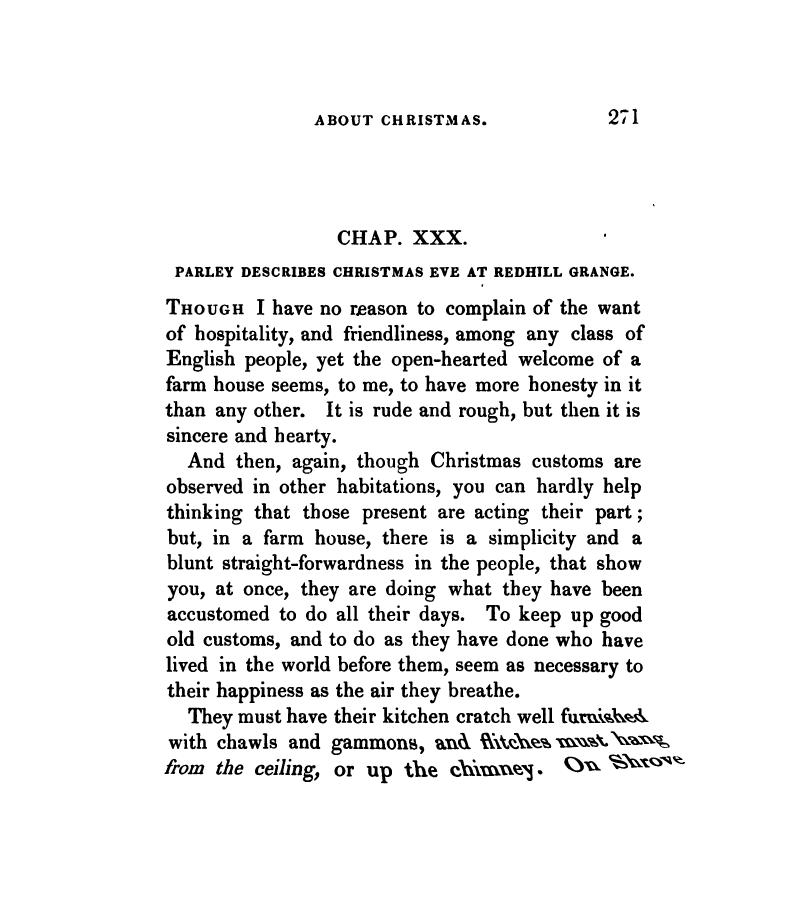 ABOUT CHRISTMAS. 271
CHAP. XXX.
PARLEY DESCRIBES CHRISTMAS EVE AT REDHILL GRANGE.
THOUGH I have no reason to complain of the want
of hospitality, and friendliness, among any class of
English people, yet the open-hearted welcome of a
farm house seems, to me, to have more honesty in it
than any other. It is rude and rough, but then it is
sincere and hearty.
And then, again, though Christmas customs are
observed in other habitations, you can hardly help
thinking that those present are acting their part;
but, in a farm house, there is a simplicity and a
blunt straight-forwardness in the people, that show
you, at once, they are doing what they have been
accustomed to do all their days. To keep up good
old customs, and to do as they have done who have
lived in the world before them, seem as necessary to
their happiness as the air they breathe.
They must have their kitchen cratch well furnished
with chawls and gammons, and flitches must hang
from the ceiling, or up the chimney. On Shrove